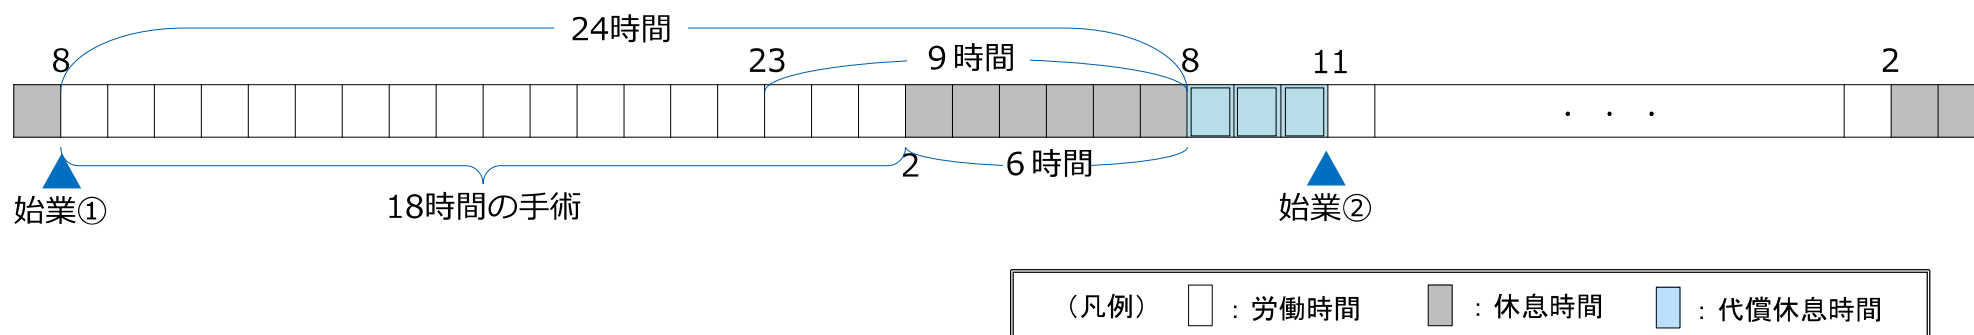 24時間
8
23
９時間
8
11
2
・・・
2
６時間
始業①
18時間の手術
始業②
（凡例）
：労働時間
：休息時間
：代償休息時間